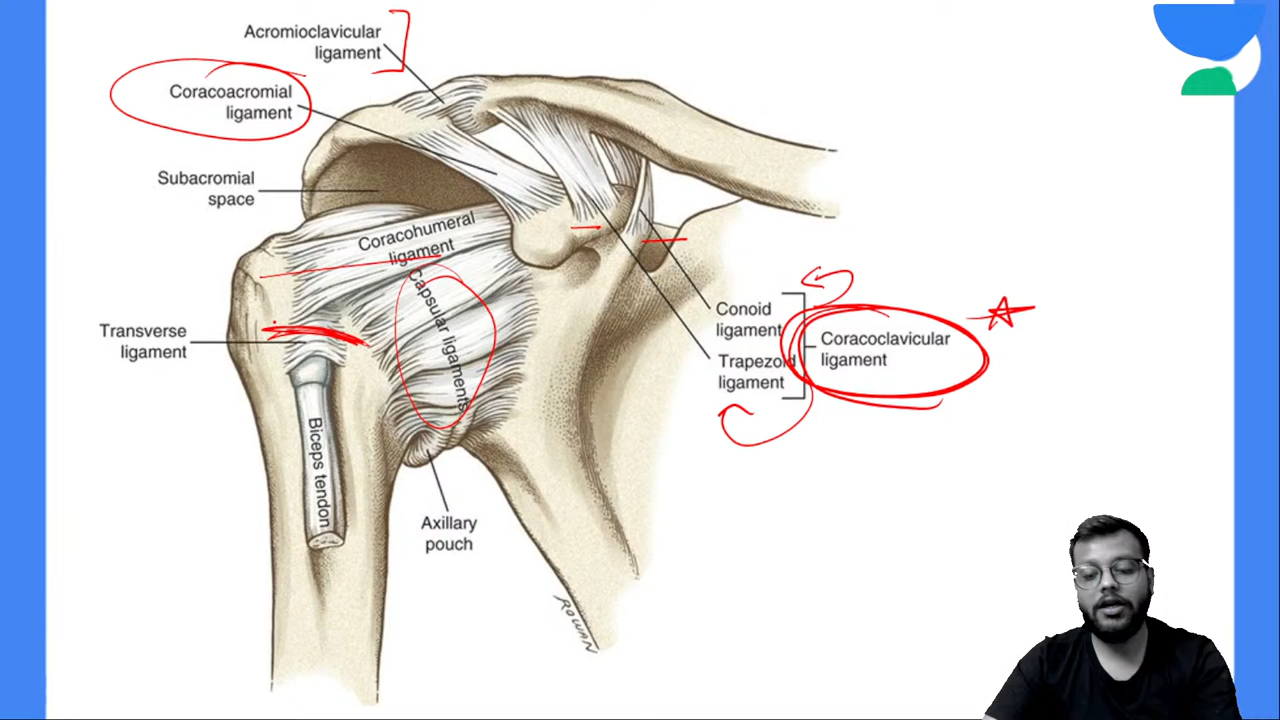 Acromioclavicular
ligament
Coracoacromial
ligament
Subacromial
space
Coracohumeral
ligament
Capsular ligaments
Transverse
ligament
Biceps tendon
Axillary
pouch
Conoid
ligament
Trapezoid
ligament
Coracoclavicular
ligament
ROWAN